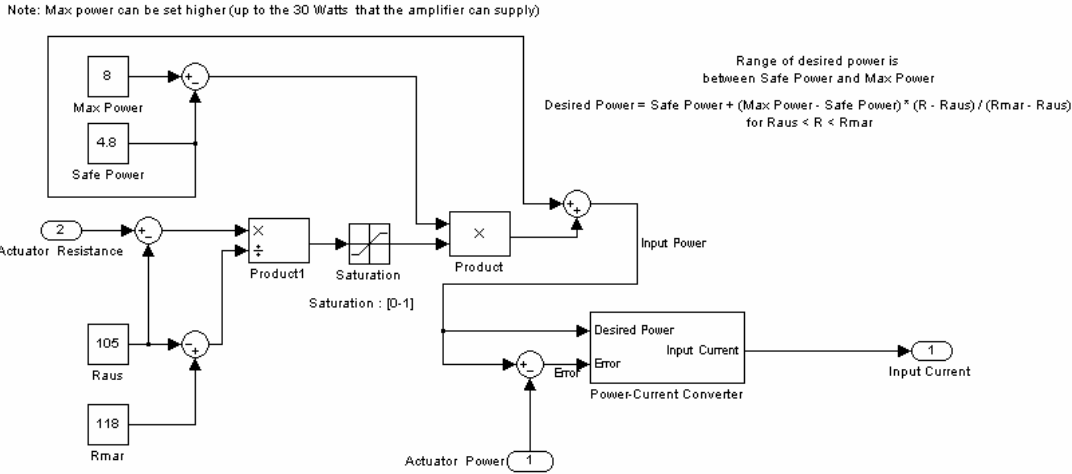 Note: Max power can be set higher (up to the 30 Watts that the amplifier can supply)
Range of desired power is
between Safe Power and Max Power
Desired Power = Safe Power + (Max Power - Safe Power) * (R - Raus) / (Rmar - Raus)
for Raus < R < Rmar
8
+
-
Max Power
4.8
Safe Power
2
+
-
Actuator Resistance
×
÷
Product1
Saturation
Saturation : [0-1]
×
Product
+
+
Input Power
105
Raus
-
+
118
Rmar
+
-
Error
Desired Power
Error
Input Current
Power-Current Converter
1
Input Current
Actuator Power
1